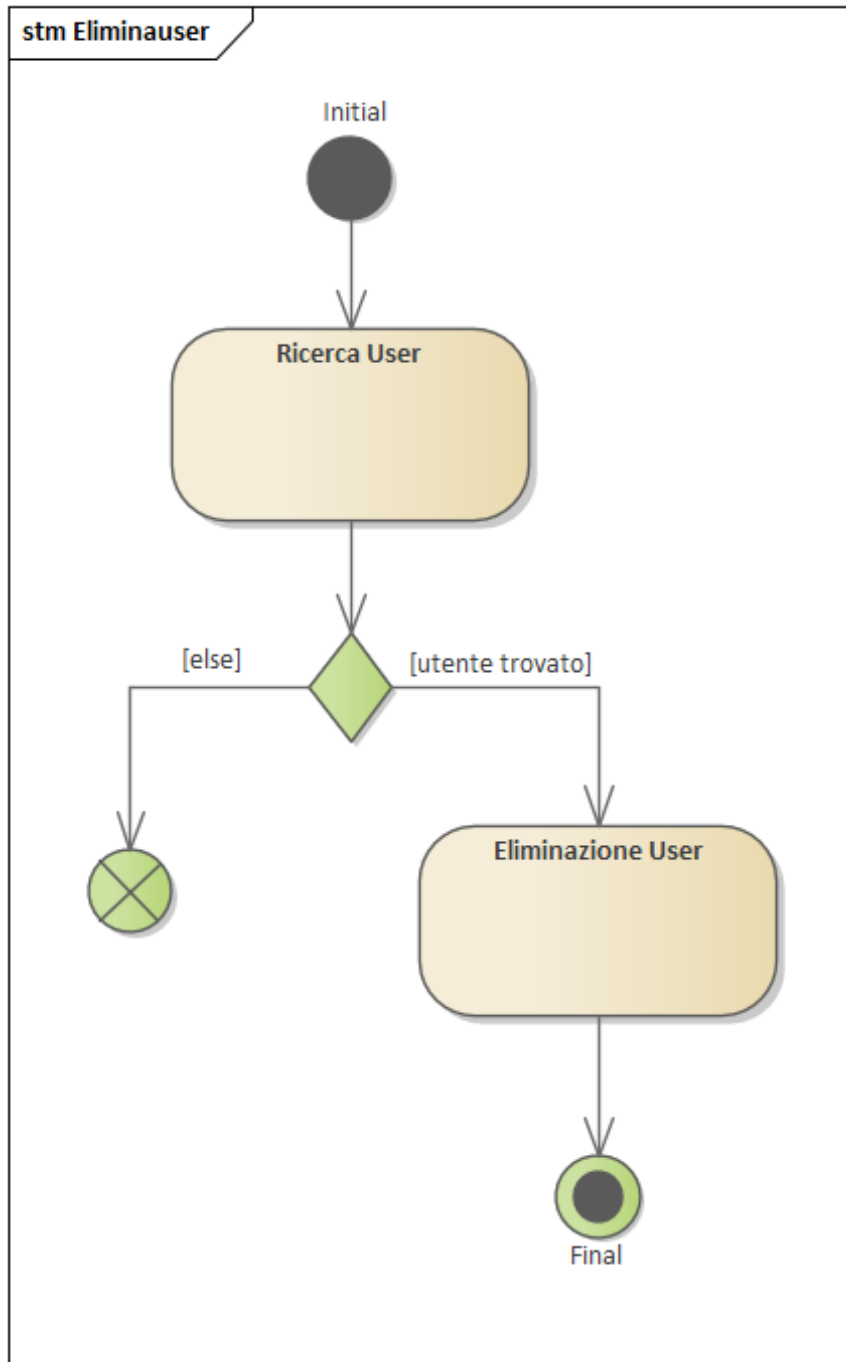 stm Eliminauser
Initial
Ricerca User
[else]
[utente trovato]
Eliminazione User
Final